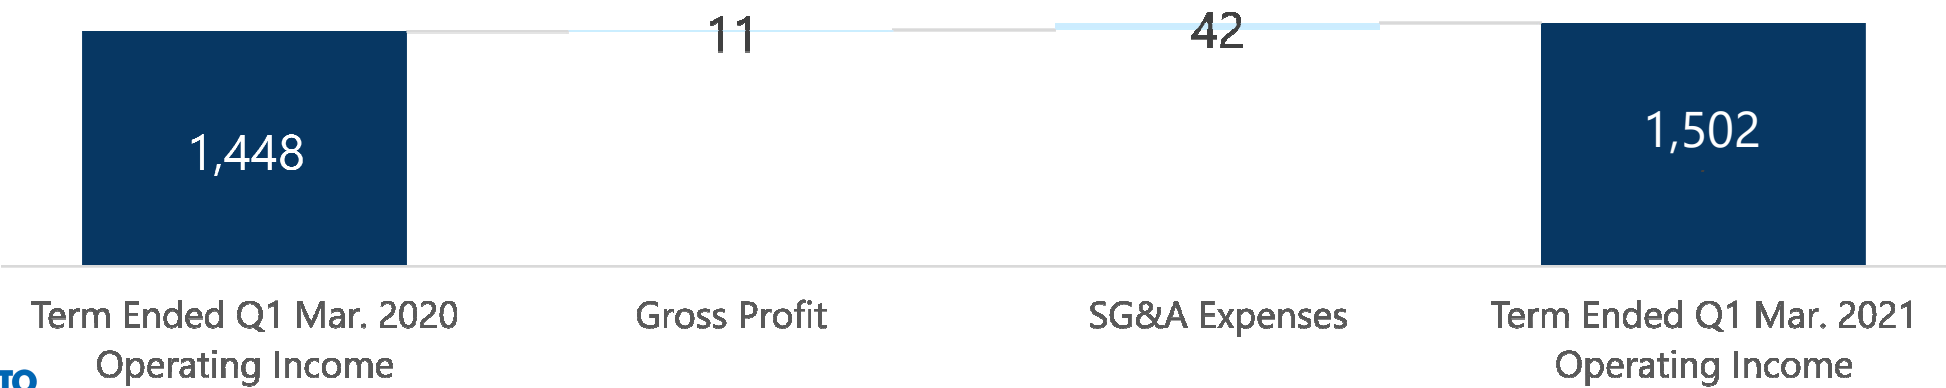 11
42
1,448
1,502
Term Ended Q1 Mar. 2020
Operating Income
Gross Profit
SG&A Expenses
Term Ended Q1 Mar. 2021
Operating Income
TO